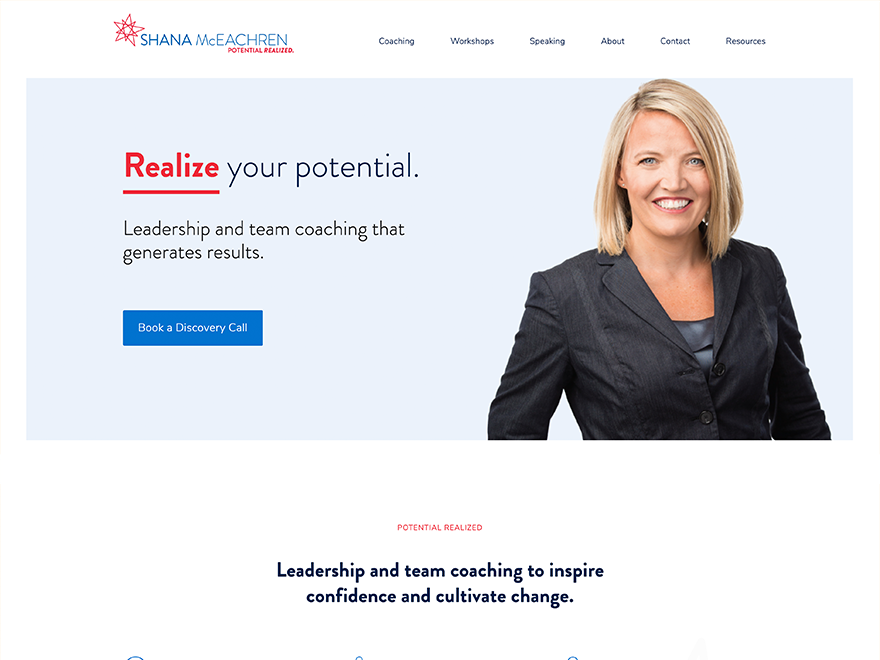 SHANA McEACHREN
POTENTIAL REALIZED.
Coaching Workshops Speaking About Contact Resources
Realize your potential.
Leadership and team coaching that
generates results.
Book a Discovery Call
POTENTIAL REALIZED
Leadership and team coaching to inspire
confidence and cultivate change.